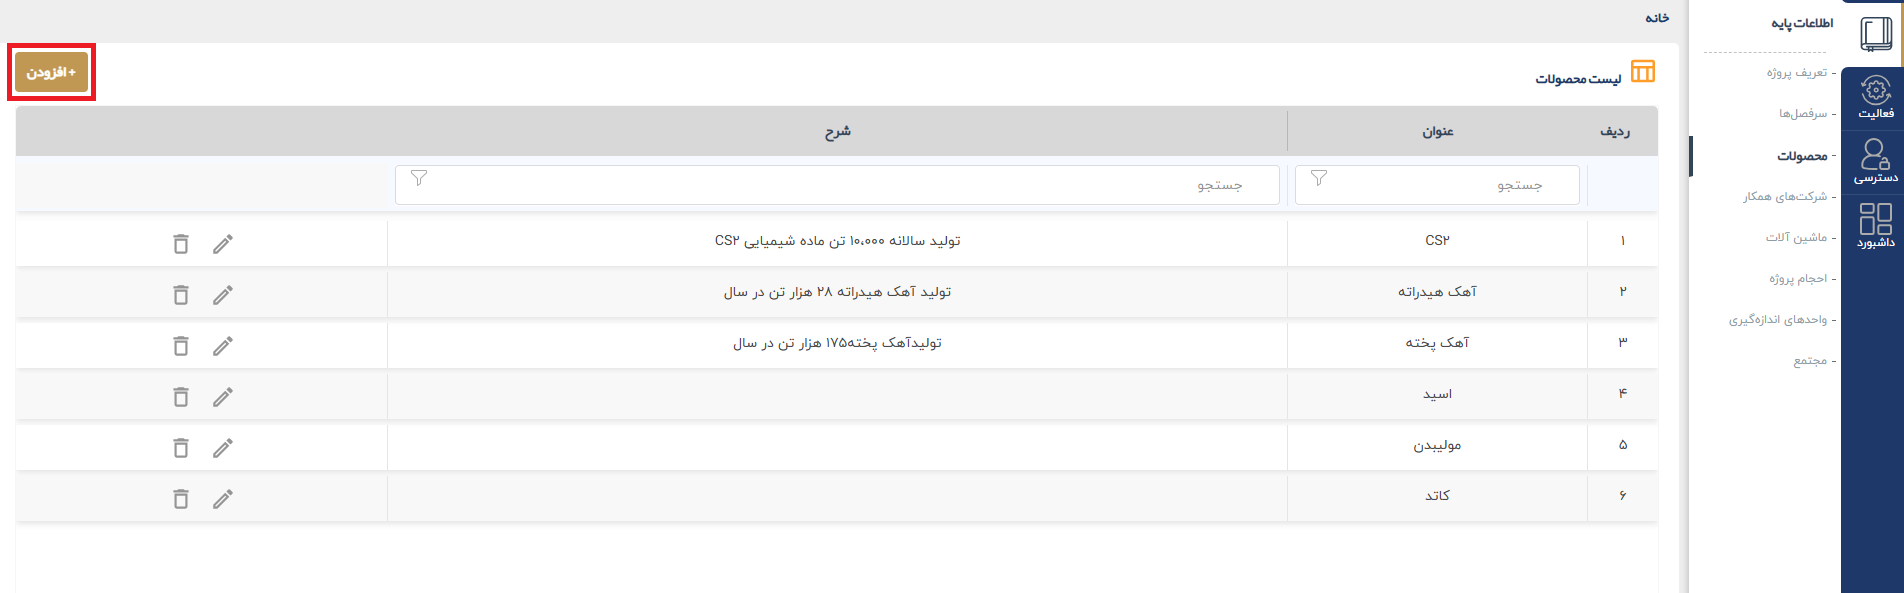 فعالیت
دسترسی
داشبورد
اطلاعات پایه
- تعریف پروژه
- سرفصل‌ها
- محصولات
- شرکت‌های همکار
- ماشین آلات
- احجام پروژه
- واحدهای اندازه‌گیری
- مجتمع
خانه
لیست محصولات
+ افزودن
ردیف عنوان شرح
جستجو جستجو
۱ CS۲ تولید سالانه ۱۰،۰۰۰ تن ماده شیمیایی CS۲
۲ آهک هیدراته تولید آهک هیدراته ۲۸ هزار تن در سال
۳ آهک پخته تولیدآهک پخته۱۷۵ هزار تن در سال
۴ اسید
۵ مولیبدن
۶ کاتد